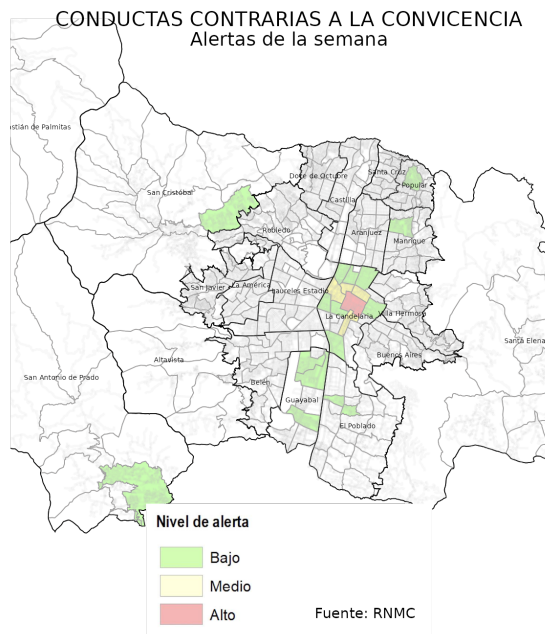 CONDUCTAS CONTRARIAS A LA CONVICENCIA
Alertas de la semana
stián de Palmitas
Doce de Octubre
Santa Cruz
Popular
San Cristóbal
Castilla
Robledo
Aranjuez
Manrique
San Javier
La América
Laureles Estadio
La Candelaria
Villa Hermosa
Santa Elena
Buenos Aires
Altavista
San Antonio de Prado
Belén
Guayabal
El Poblado
Nivel de alerta
Bajo
Medio
Alto
Fuente: RNMC